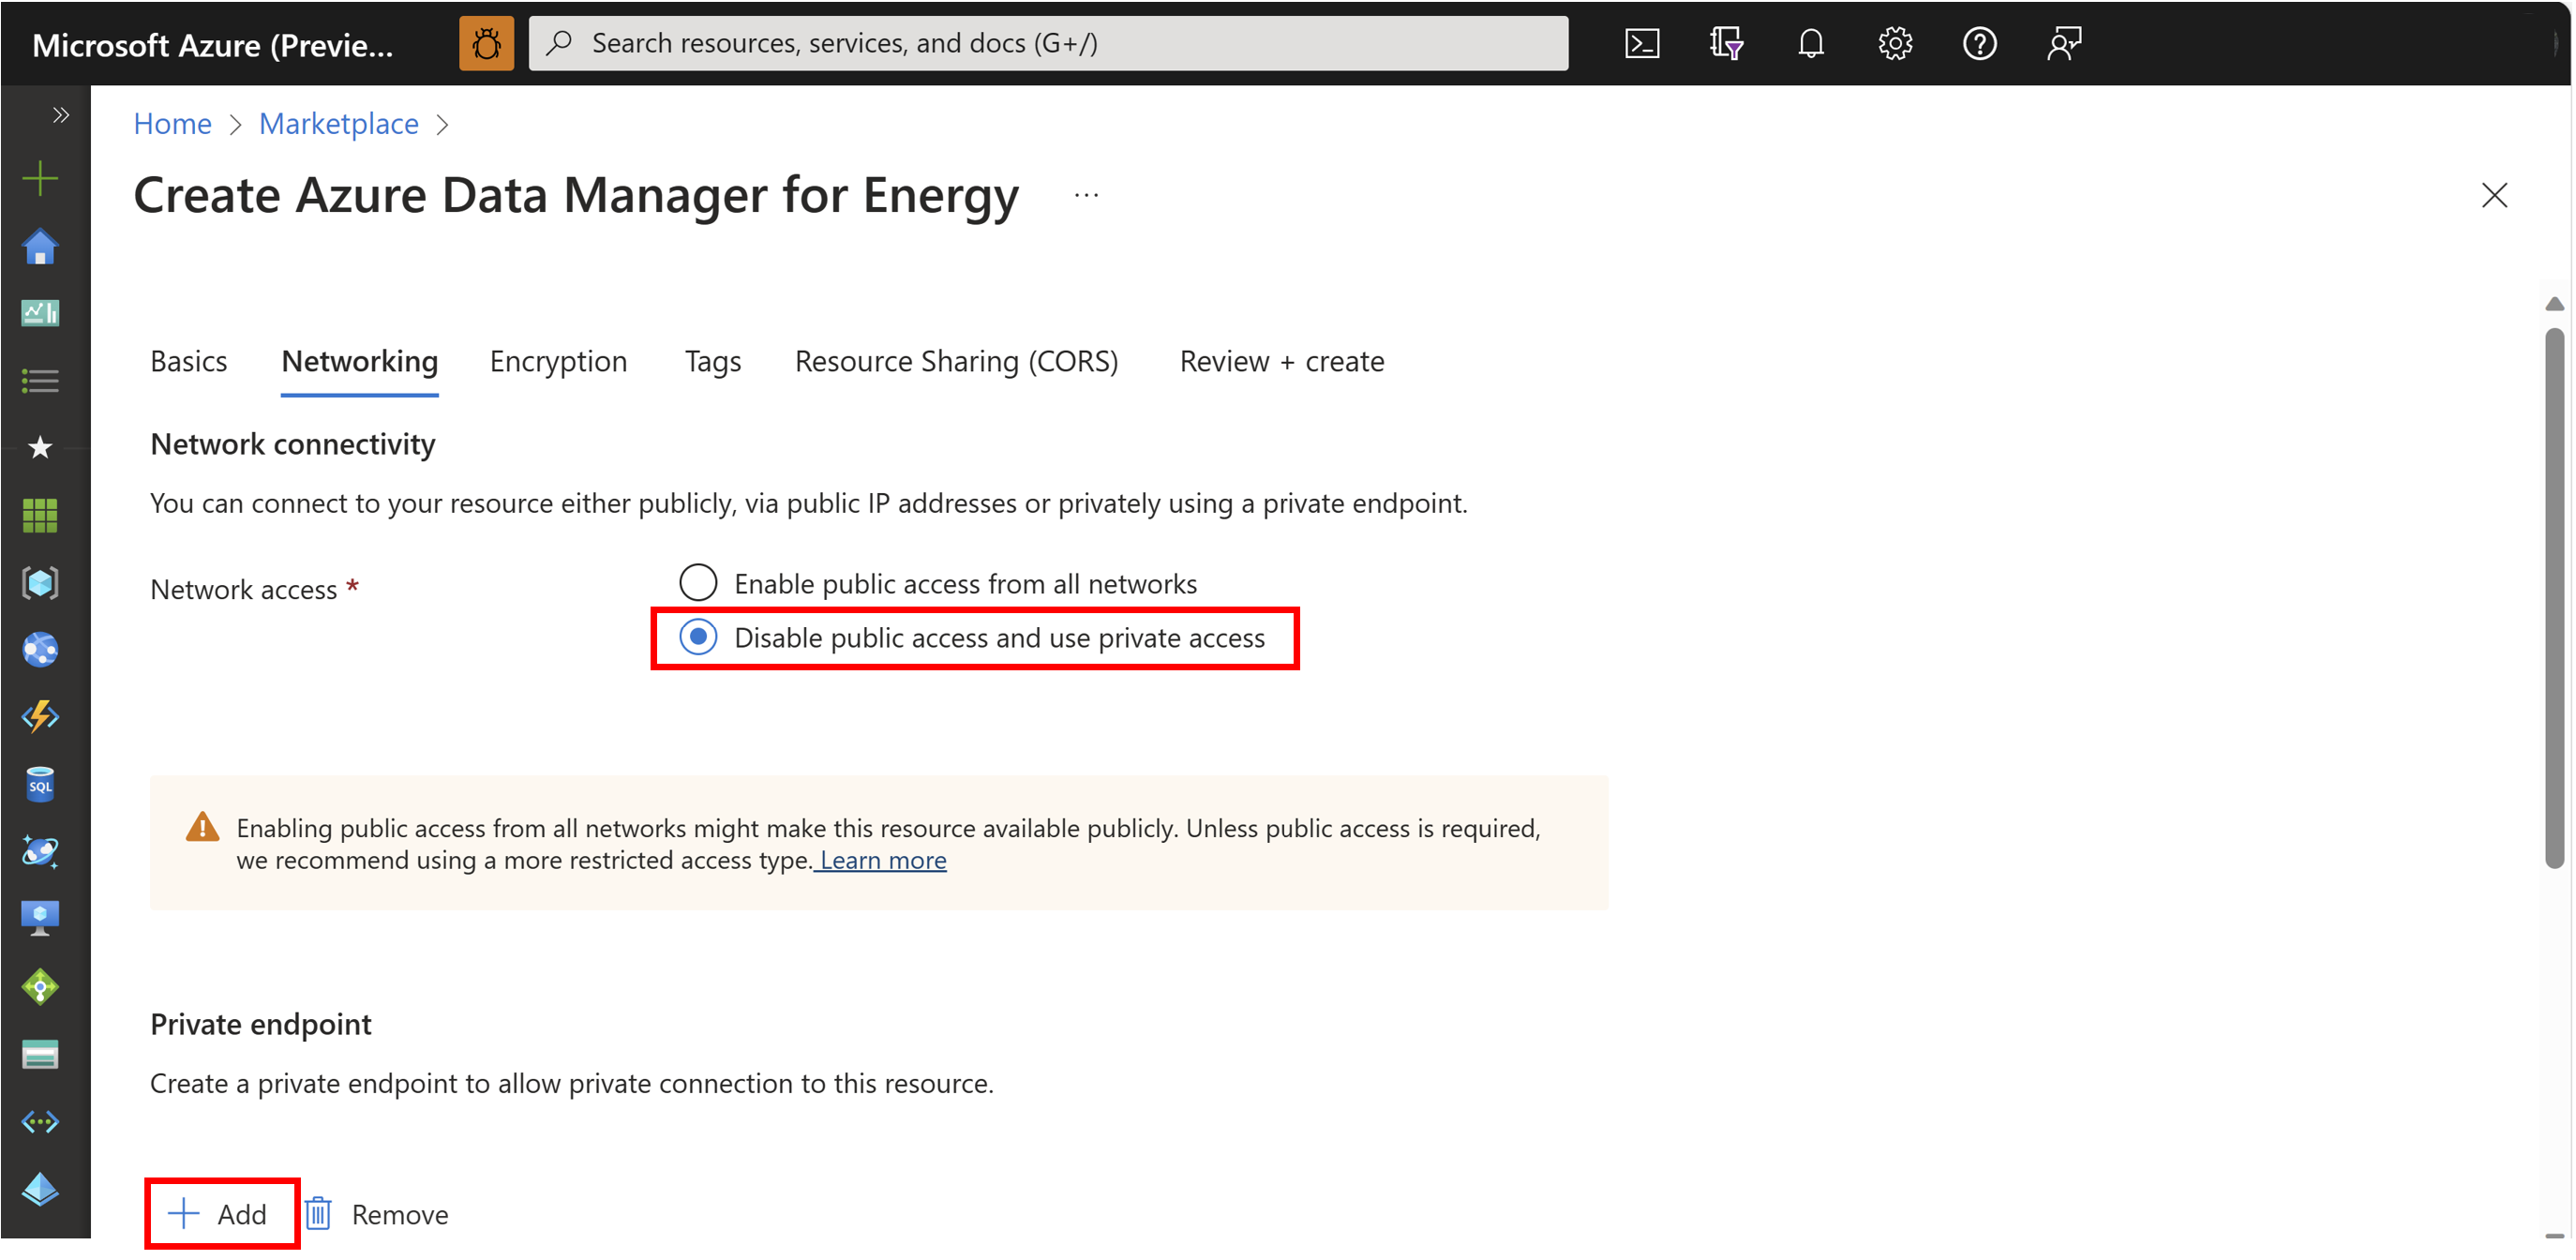 Microsoft Azure (Previe...
Search resources, services, and docs (G+/)
Home > Marketplace >
Create Azure Data Manager for Energy ...
Basics Networking Encryption Tags Resource Sharing (CORS) Review + create
Network connectivity
You can connect to your resource either publicly, via public IP addresses or privately using a private endpoint.
Network access *
Enable public access from all networks
Disable public access and use private access
Enabling public access from all networks might make this resource available publicly. Unless public access is required,
we recommend using a more restricted access type. Learn more
SQL
Private endpoint
Create a private endpoint to allow private connection to this resource.
Add Remove